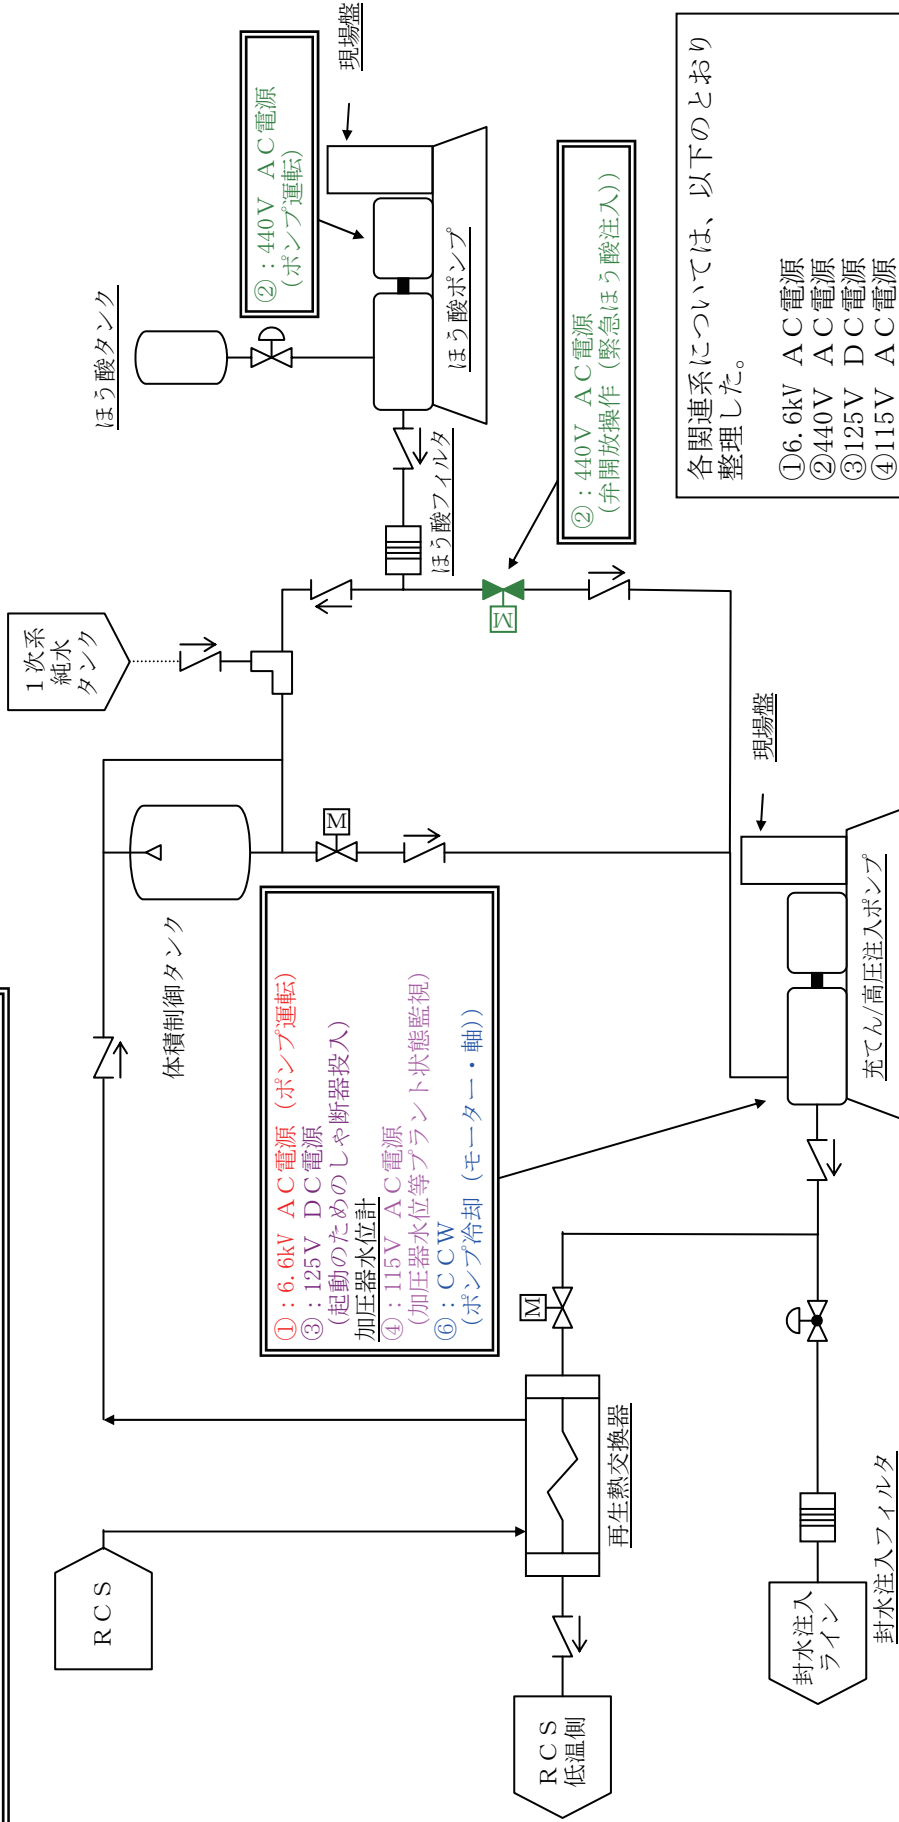 RCS
RCS
低温側
封水注入
ライン
封水注入フィルタ
再生熱交換器
①：6.6kV AC電源（ポンプ運転）
③：125V DC電源
（起動のためのしゃ断器投入）
加圧器水位計
④：115V AC電源
（加圧器水位等プラント状態監視）
⑥：CCW
（ポンプ冷却（モーター・軸））
体積制御タンク
M
M
充てん/高圧注入ポンプ
現場盤
1次系
純水
タンク
M
②：440V AC電源
（弁開放操作（緊急ほう酸注入））
ほう酸フィルタ
ほう酸タンク
ほう酸ポンプ
②：440V AC電源
（ポンプ運転）
現場盤
各関連系については、以下のとおり
整理した。
①6.6kV AC電源
②440V AC電源
③125V DC電源
④115V AC電源